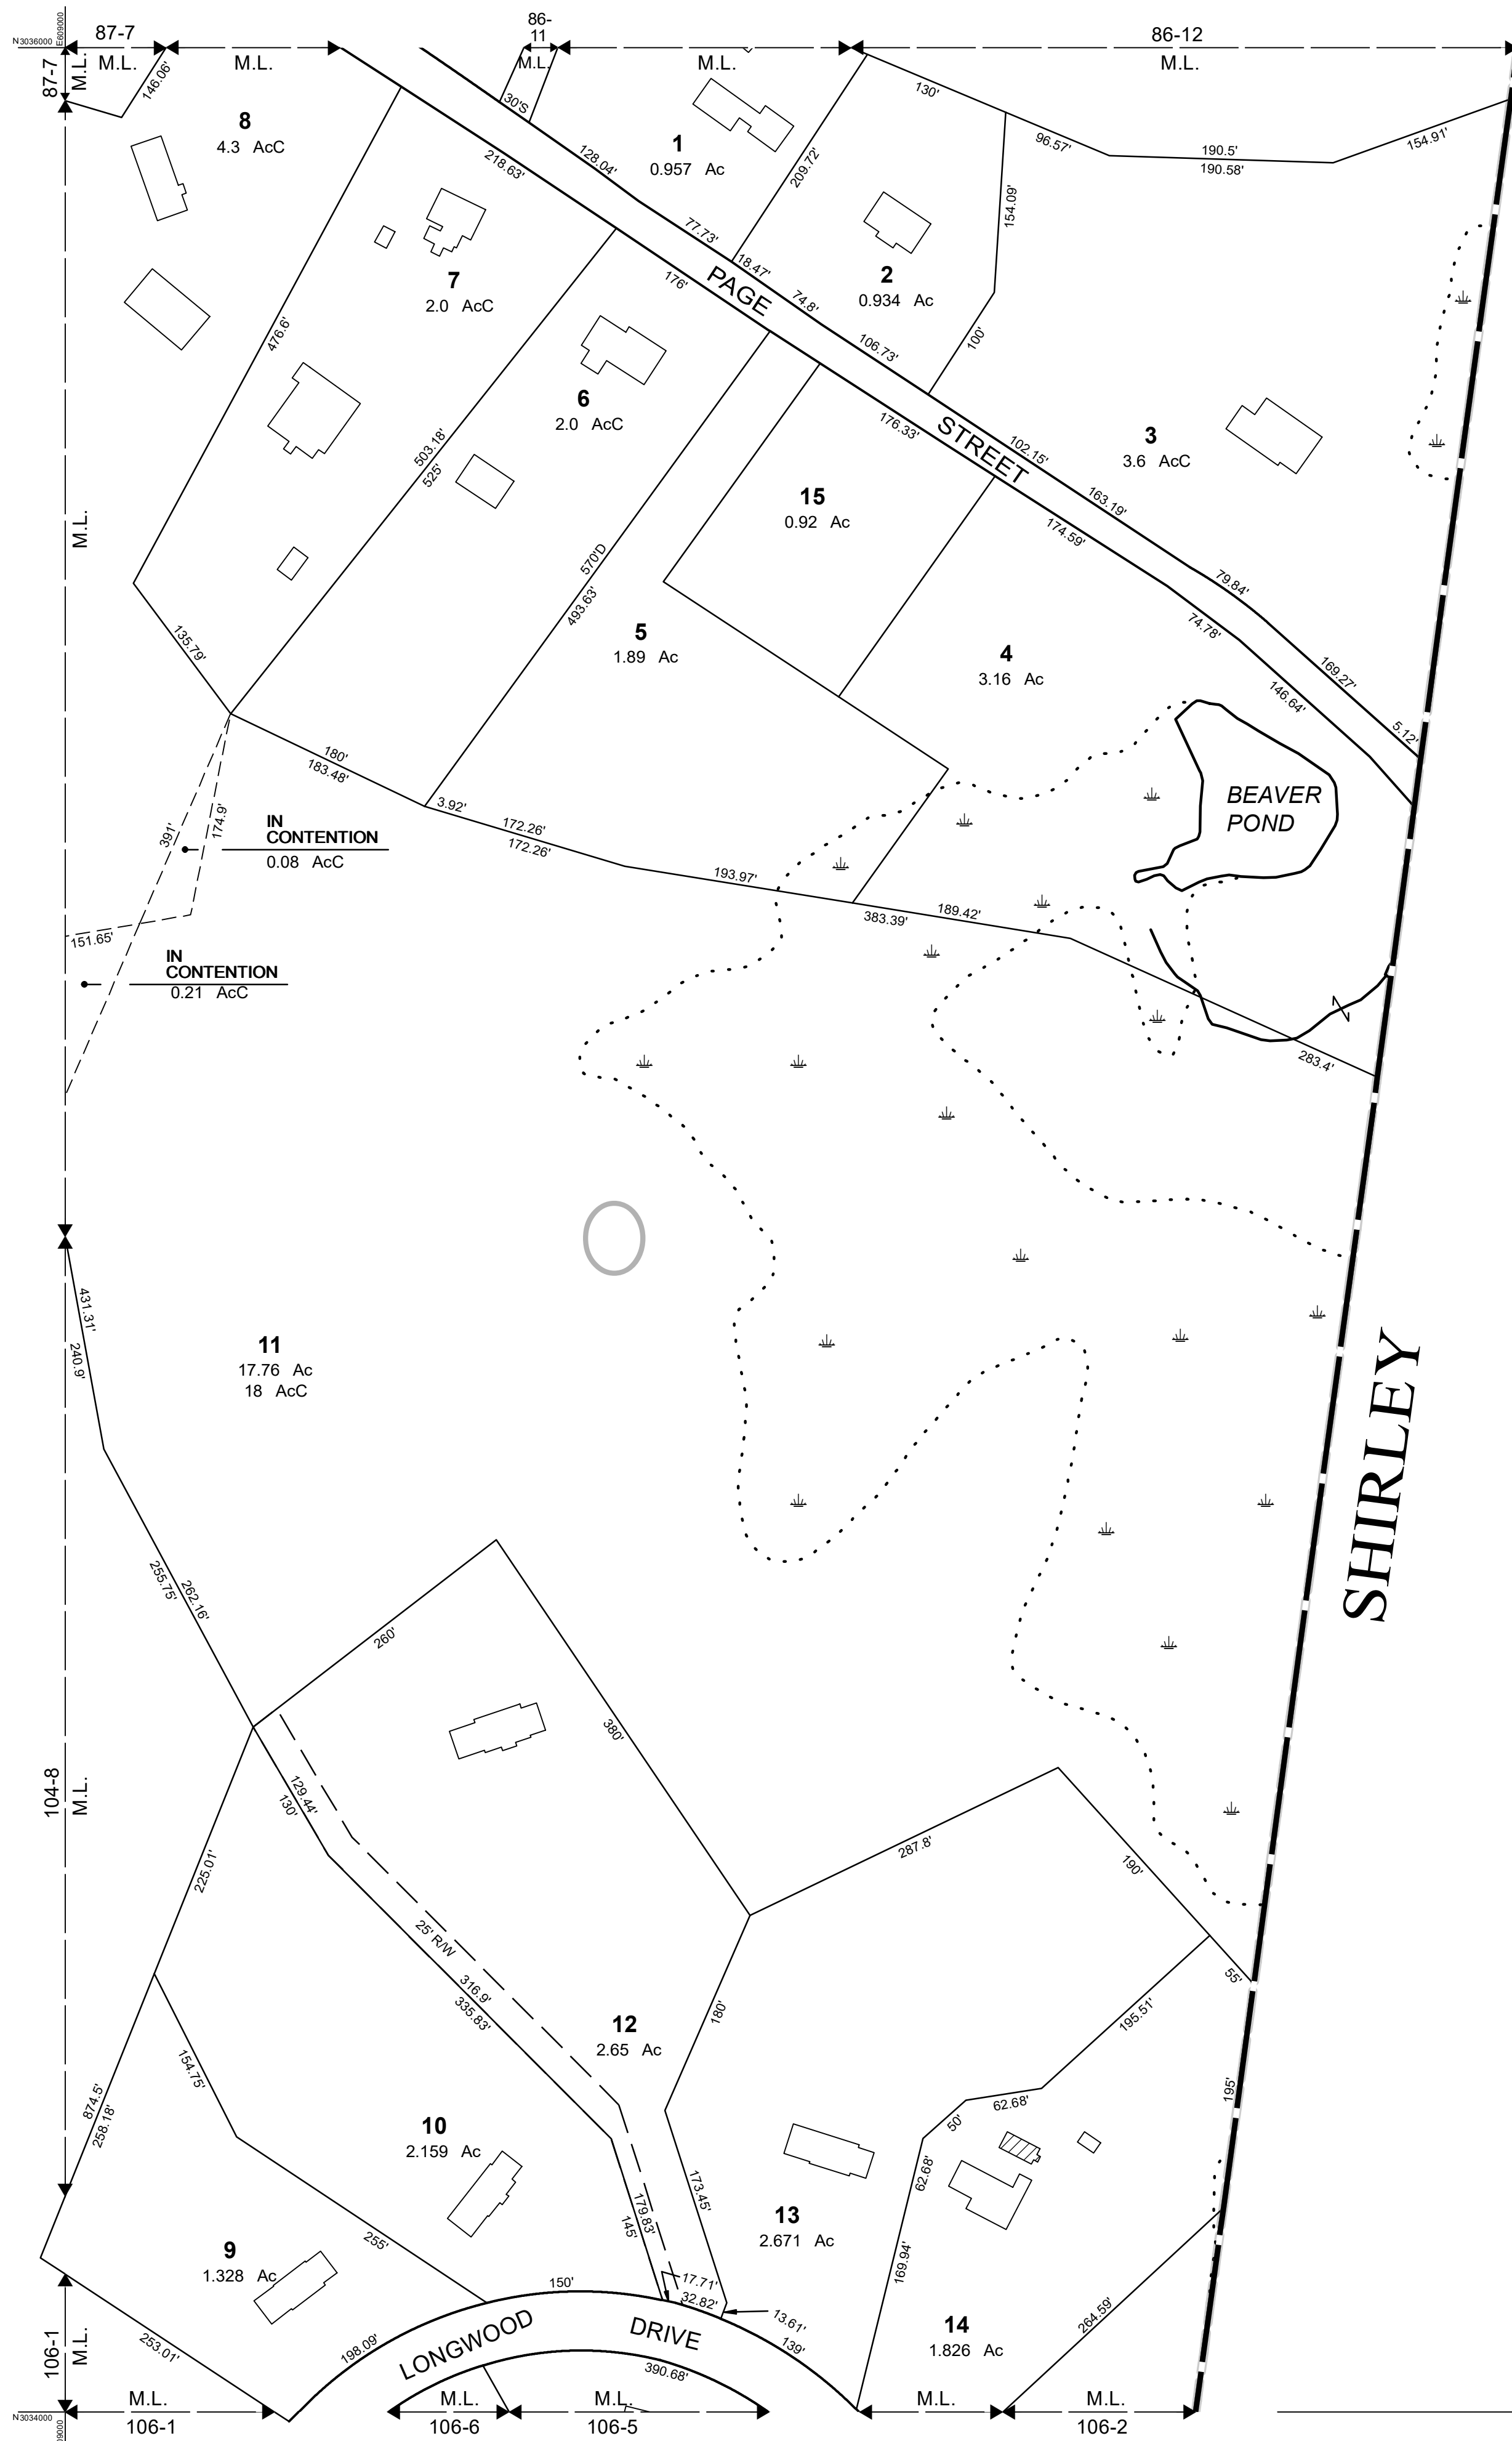 87-7
86-
11
86-12
N3036000
E609000
M.L.
M.L.
M.L.
M.L.
M.L.
87-7
M.L.
146.06'
30'S
130'
96.57'
190.5'
190.58'
154.91'
8
4.3 AcC
1
0.957 Ac
128.04'
218.63'
209.72'
154.09'
77.73'
18.47'
74.8'
PAGE
176'
2
0.934 Ac
100'
106.73'
7
2.0 AcC
476.6'
6
2.0 AcC
503.18'
525'
176.33'
STREET
102.15'
3
3.6 AcC
163.19'
174.59'
15
0.92 Ac
M.L.
570'D
493.63'
79.84'
74.78'
5
1.89 Ac
4
3.16 Ac
135.79'
169.27'
146.64'
5.12'
180'
183.48'
3.92'
172.26'
172.26'
BEAVER
POND
391'
174.9'
IN
CONTENTION
0.08 AcC
193.97'
383.39'
189.42'
151.65'
IN
CONTENTION
0.21 AcC
283.4'
431.31'
240.9'
11
17.76 Ac
18 AcC
SHIRLEY
255.75'
262.16'
260'
380'
129.44'
130'
104-8
M.L.
287.8'
190'
225.01'
25' R/W
316.9'
335.83'
55'
12
2.65 Ac
180'
195.51'
154.75'
195'
874.5'
258.18'
62.68'
50'
10
2.159 Ac
62.68'
173.45'
179.83'
145'
13
2.671 Ac
9
1.328 Ac
255'
169.94'
150'
17.71'
32.82'
13.61'
139'
264.59'
14
1.826 Ac
106-1
M.L.
253.01'
198.09'
LONGWOOD
DRIVE
390.68'
M.L.
M.L.
M.L.
M.L.
M.L.
N3034000
106-1
106-6
106-5
106-2